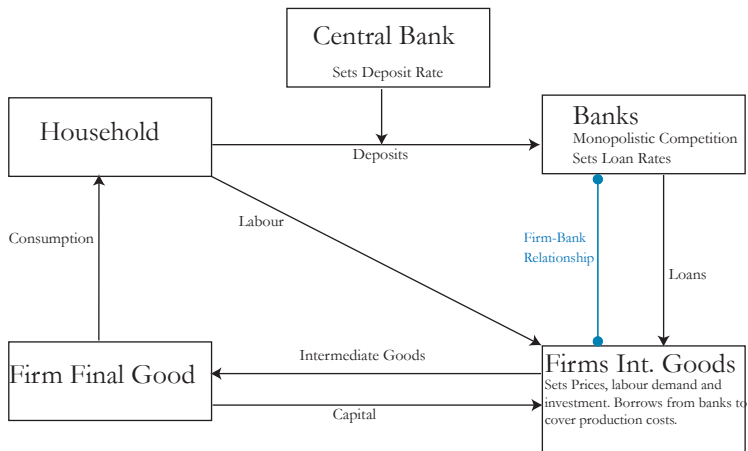 Central Bank
Sets Deposit Rate
Household
Banks
Monopolistic Competition
Sets Loan Rates
Deposits
Labour
Consumption
Firm-Bank
Relationship
Loans
Intermediate Goods
Firm Final Good
Firms Int. Goods
Sets Prices, labour demand and
investment. Borrows from banks to
cover production costs.
Capital